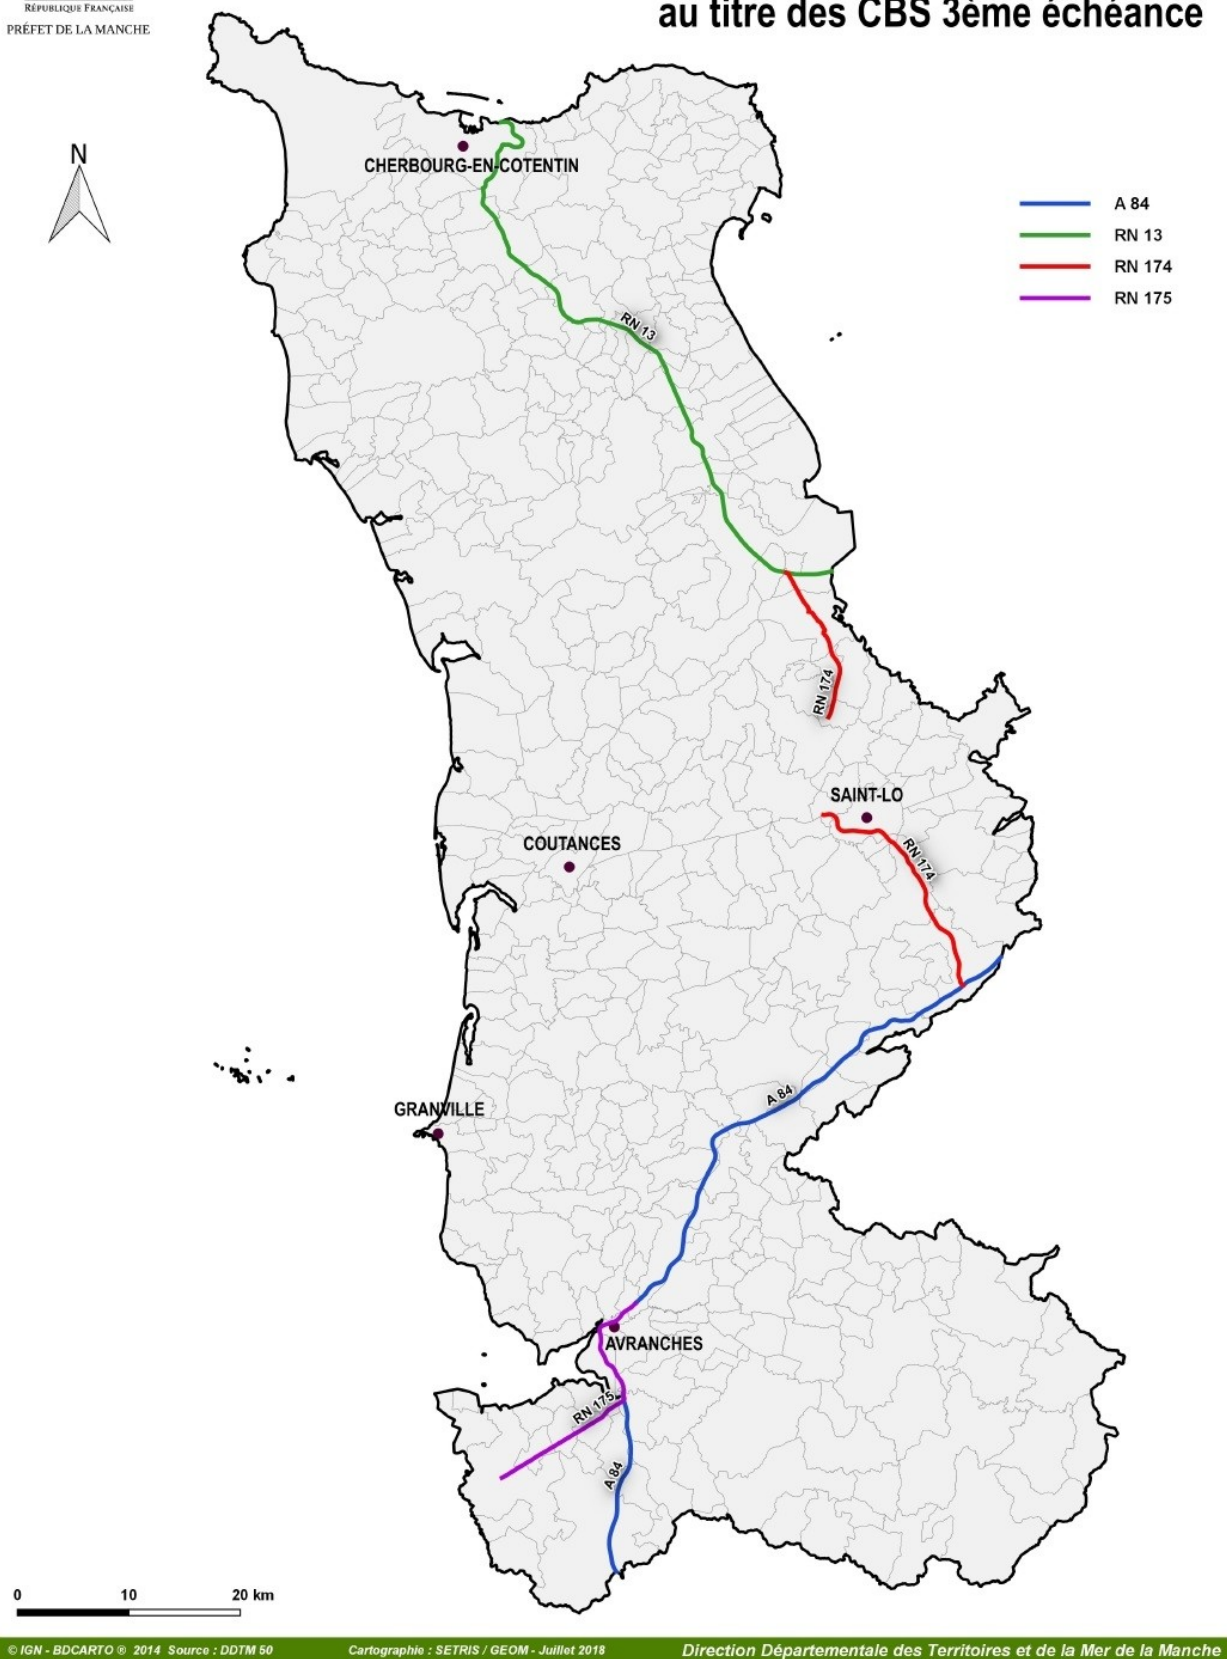 RÉPUBLIQUE FRANÇAISE
PRÉFET DE LA MANCHE
au titre des CBS 3ème échéance
N
CHERBOURG-EN-COTENTIN
A 84
RN 13
RN 174
RN 175
RN 13
RN 174
SAINT-LO
COUTANCES
RN 174
A 84
GRANVILLE
AVRANCHES
RN 175
A 84
0 10 20 km
© IGN - BDCARTO ® 2014 Source : DDTM 50
Cartographie : SETRIS / GEOM - Juillet 2018
Direction Départementale des Territoires et de la Mer de la Manche